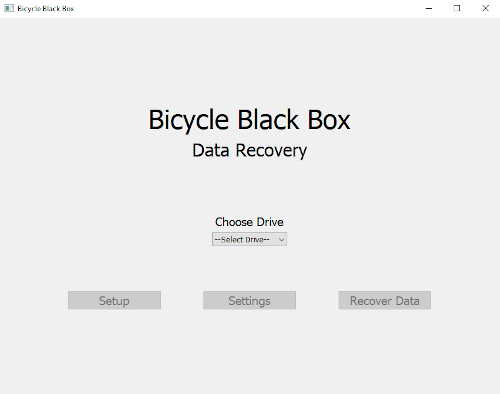 Bicycle Black Box
Bicycle Black Box
Data Recovery
Choose Drive
--Select Drive--
Setup
Settings
Recover Data